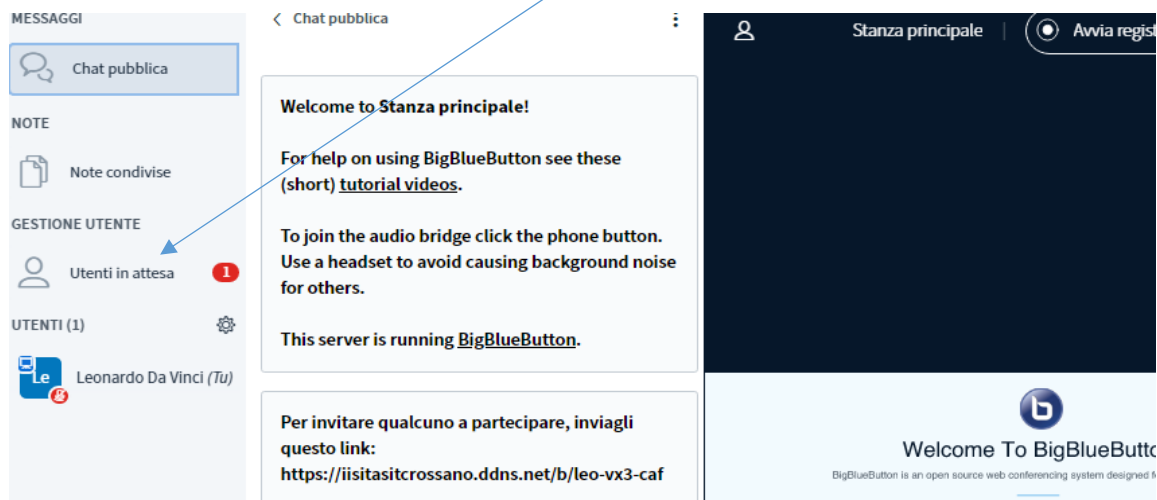 MESSAGGI
Chat pubblica
NOTE
Note condivise
GESTIONE UTENTE
Utenti in attesa 1
UTENTI (1)
Le Leonardo Da Vinci (Tu)
Chat pubblica
Welcome to Stanza principale!
For help on using BigBlueButton see these
(short) tutorial videos.
To join the audio bridge click the phone button.
Use a headset to avoid causing background noise
for others.
This server is running BigBlueButton.
Per invitare qualcuno a partecipare, inviagli
questo link:
https://iisitasitcrossano.ddns.net/b/leo-vx3-caf
Stanza principale Avvia regist
b
Welcome To BigBlueButto
BigBlueButton is an open source web conferencing system designed f